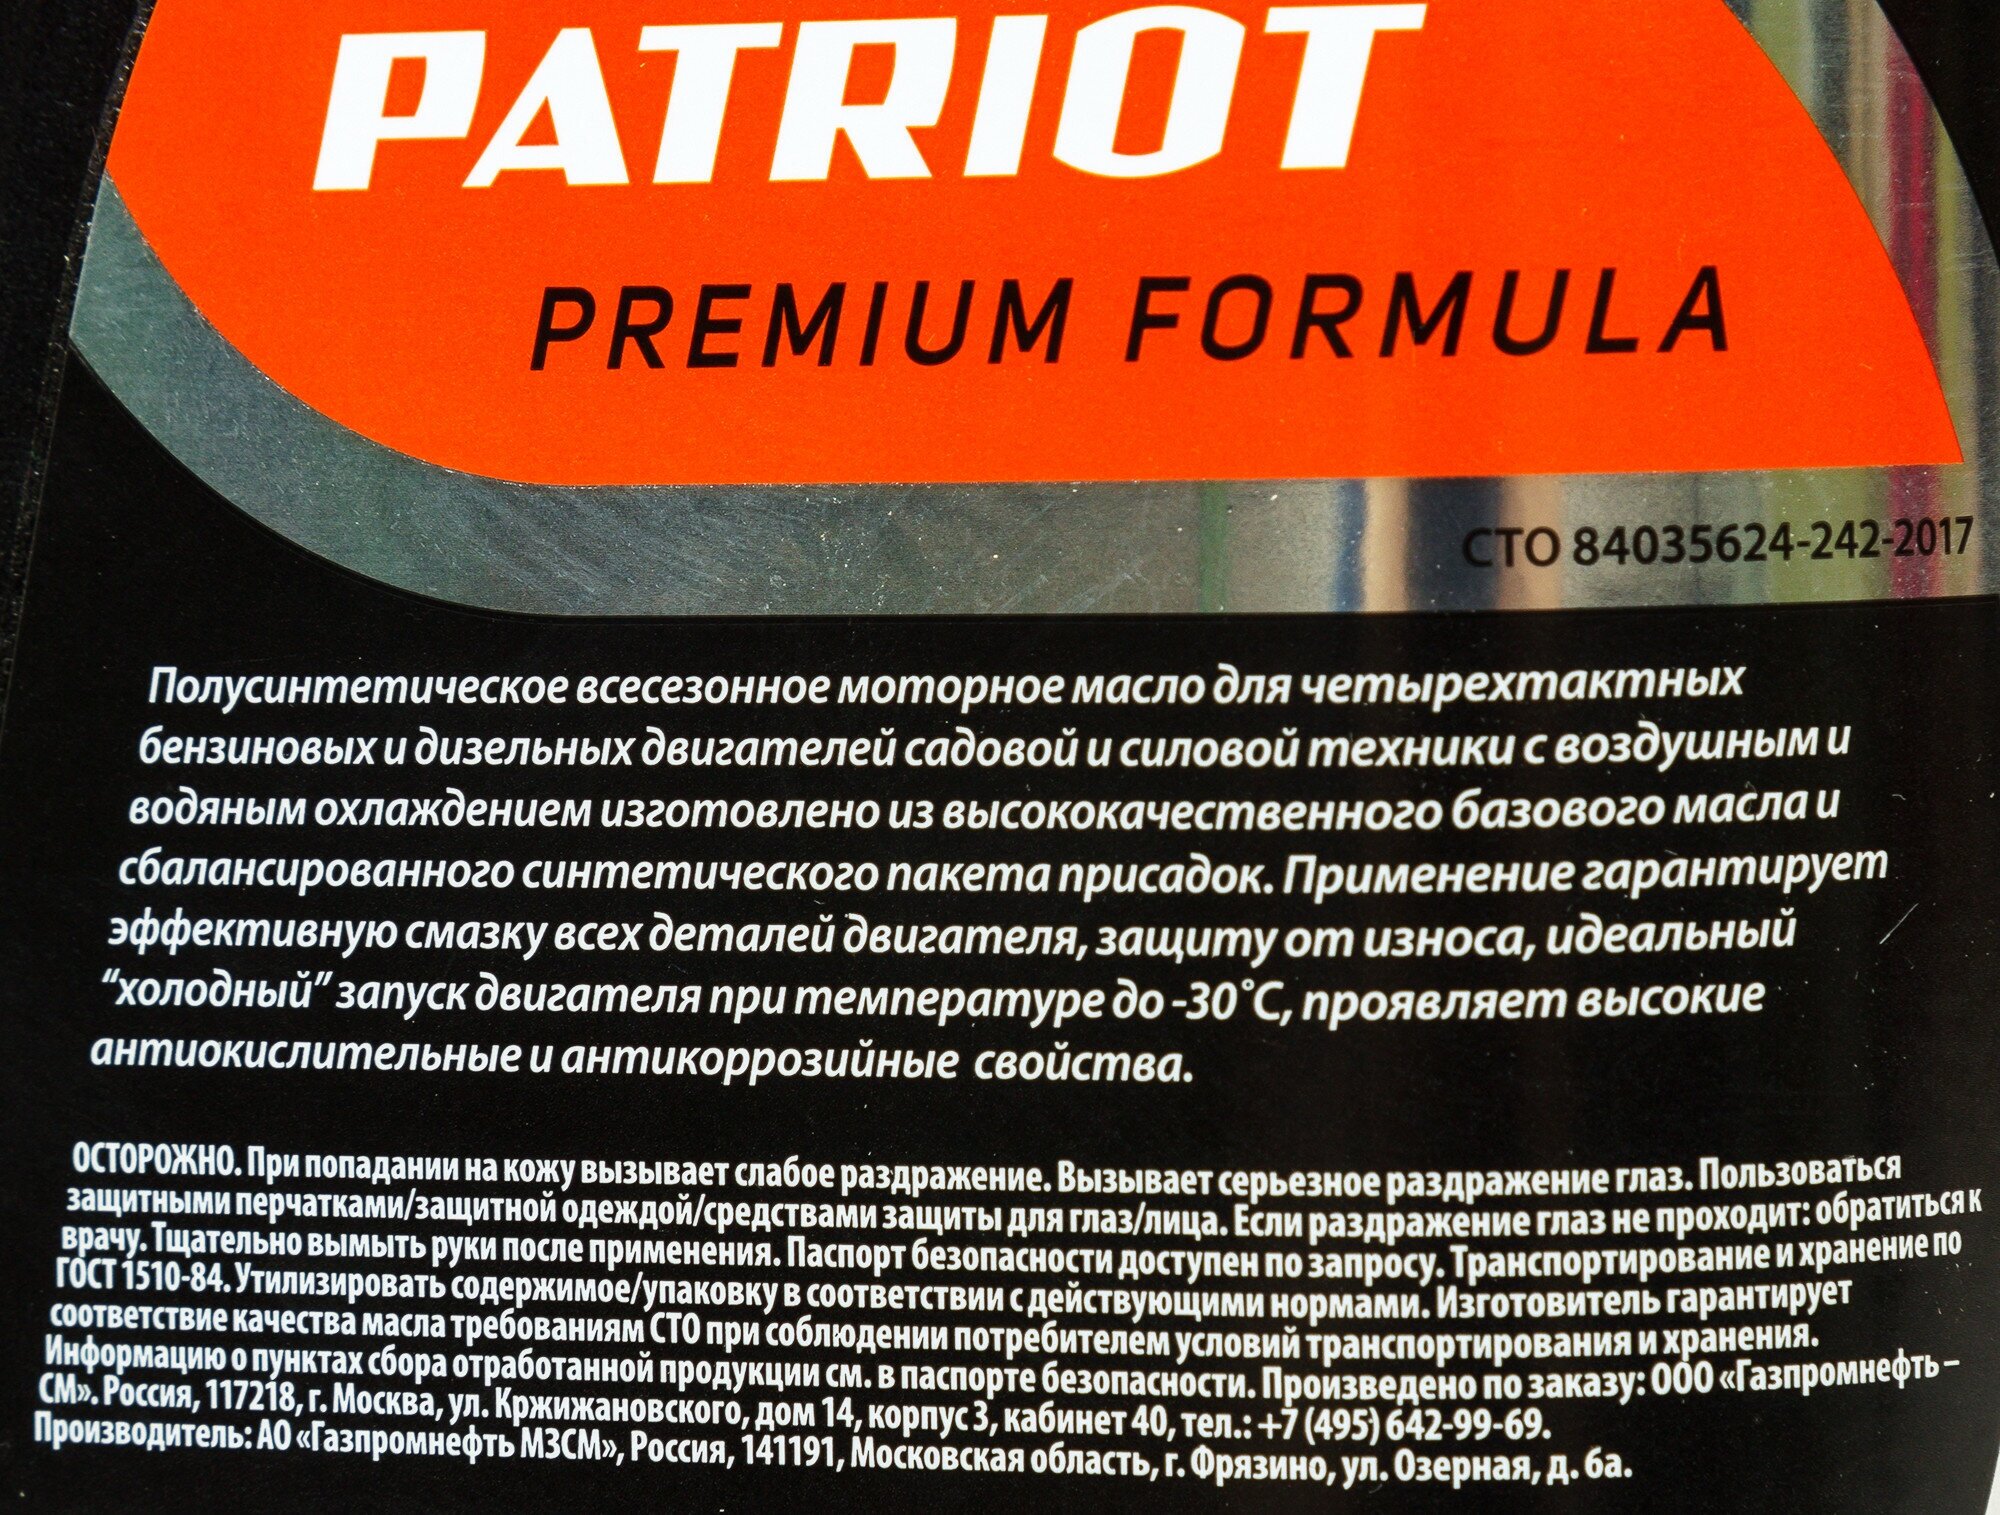 PATRIOT
PREMIUM FORMULA
СТО 84035624-242-2017
Полусинтетическое всесезонное моторное масло для четырехтактных
бензиновых и дизельных двигателей садовой и силовой техники с воздушным и
водяным охлаждением изготовлено из высококачественного базового масла и
сбалансированного синтетического пакета присадок. Применение гарантирует
эффективную смазку всех деталей двигателя, защиту от износа, идеальный
“холодный” запуск двигателя при температуре до -30˚С, проявляет высокие
антиокислительные и антикоррозийные свойства.
ОСТОРОЖНО. При попадании на кожу вызывает слабое раздражение. Вызывает серьезное раздражение глаз. Пользоваться
защитными перчатками/защитной одеждой/средствами защиты для глаз/лица. Если раздражение глаз не проходит: обратиться к
врачу. Тщательно вымыть руки после применения. Паспорт безопасности доступен по запросу. Транспортирование и хранение по
ГОСТ 1510-84. Утилизировать содержимое/упаковку в соответствии с действующими нормами. Изготовитель гарантирует
соответствие качества масла требованиям СТО при соблюдении потребителем условий транспортирования и хранения.
Информацию о пунктах сбора отработанной продукции см. в паспорте безопасности. Произведено по заказу: ООО «Газпромнефть –
СМ». Россия, 117218, г. Москва, ул. Кржижановского, дом 14, корпус 3, кабинет 40, тел.: +7 (495) 642-99-69.
Производитель: АО «Газпромнефть МЗСМ», Россия, 141191, Московская область, г. Фрязино, ул. Озерная, д. 6а.